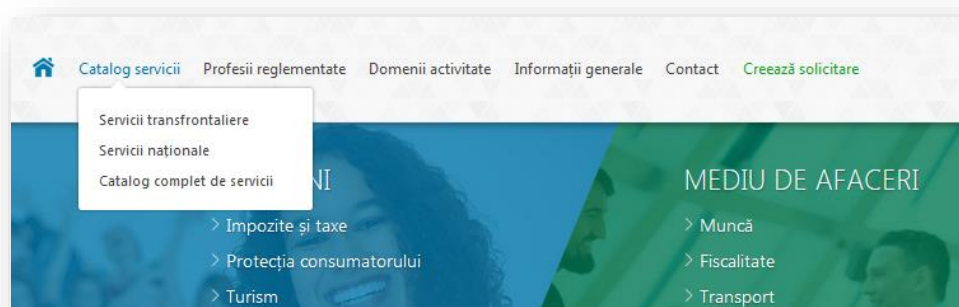 Catalog servicii Profesii reglementate Domenii activitate Informații generale Contact Creează solicitare
Servicii transfrontaliere
Servicii naționale
Catalog complet de servicii
NI
Impozite și taxe
Protecția consumatorului
Turism
MEDIU DE AFACERI
Muncă
Fiscalitate
Transport